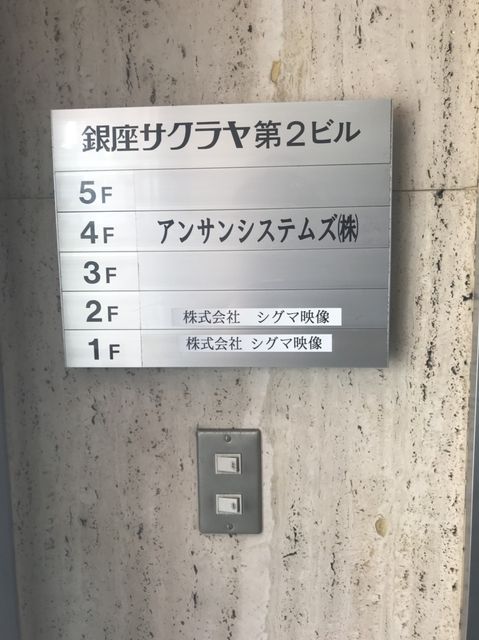 銀座サクラヤ第2ビル
5F
4F アンサンシステムズ㈱
3F
2F 株式会社 シグマ映像
1F 株式会社 シグマ映像